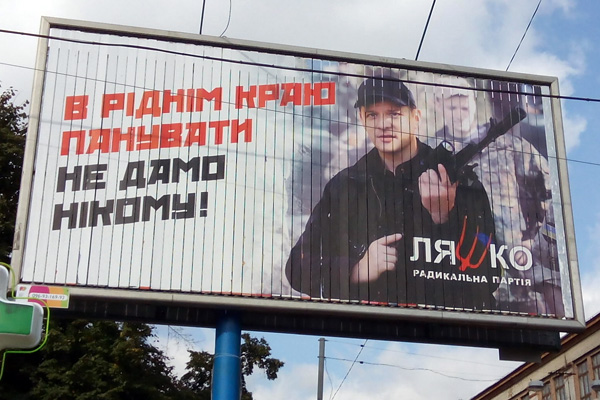 В РІДНІМ КРАЮ
ПАНУВАТИ
НЕ ДАМО
НІКОМУ!
ЛЯШКО
РАДИКАЛЬНА ПАРТІЯ